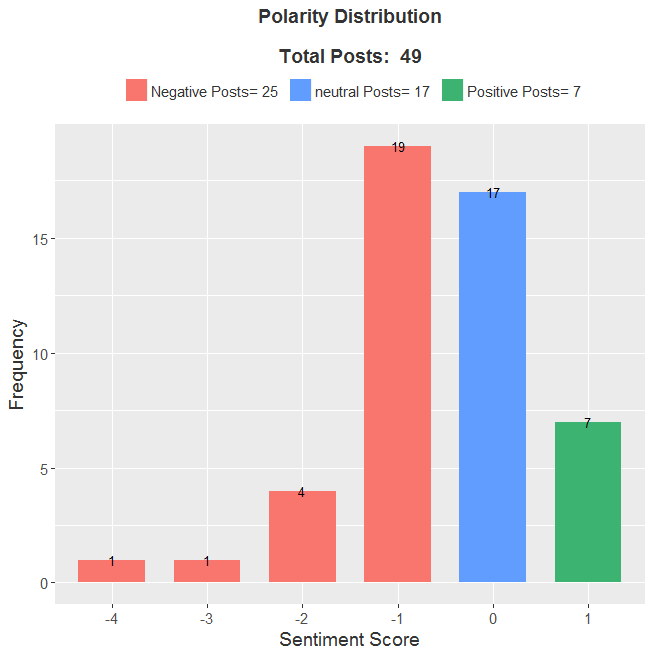 Polarity Distribution
Total Posts:  49
Negative Posts= 25 neutral Posts= 17 Positive Posts= 7
19
17
15
10
7
5
4
1 1
0
-4 -3 -2 -1 0 1
Frequency
Sentiment Score